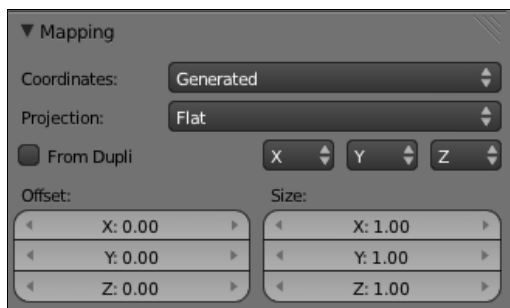 Mapping
Coordinates: Generated
Projection: Flat
From Dupli X Y Z
Offset: Size:
X: 0.00 X: 1.00
Y: 0.00 Y: 1.00
Z: 0.00 Z: 1.00